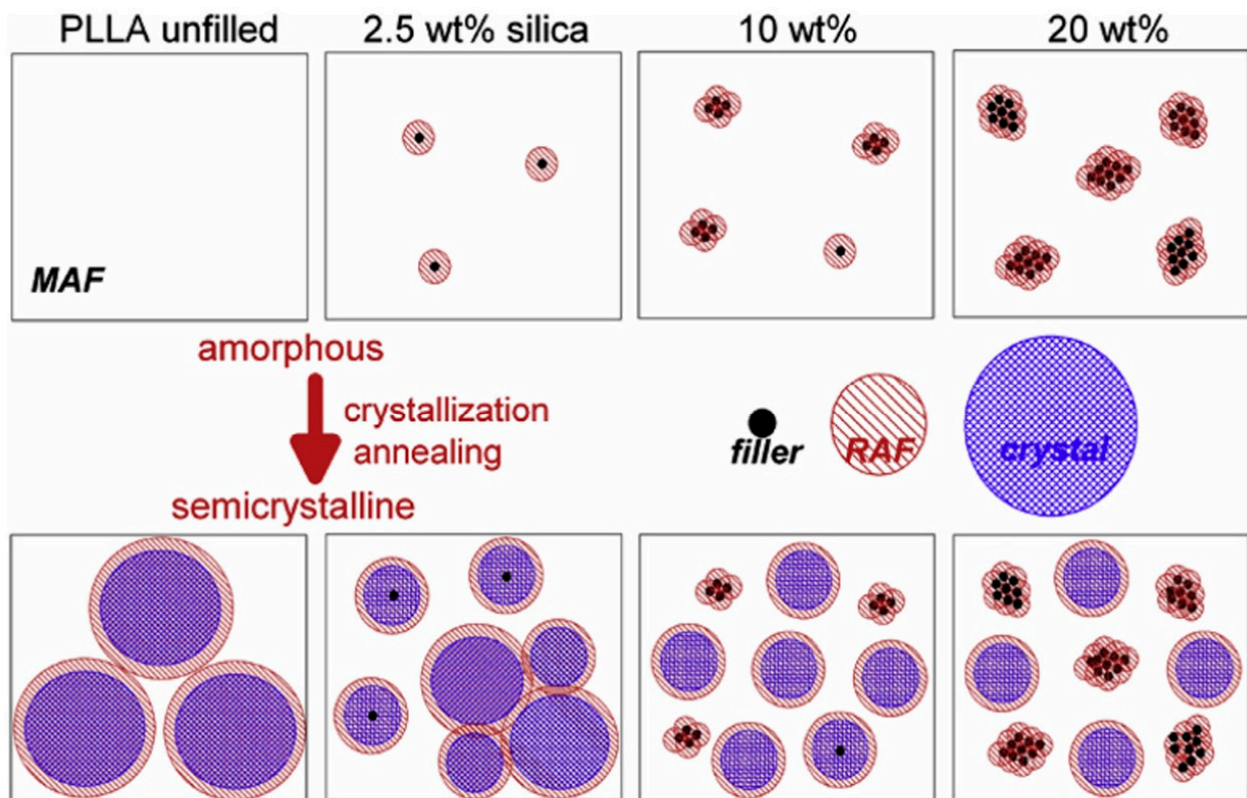 PLLA unfilled
2.5 wt% silica
10 wt%
20 wt%
MAF
amorphous
crystallization
annealing
semicrystalline
filler
RAF
crystal